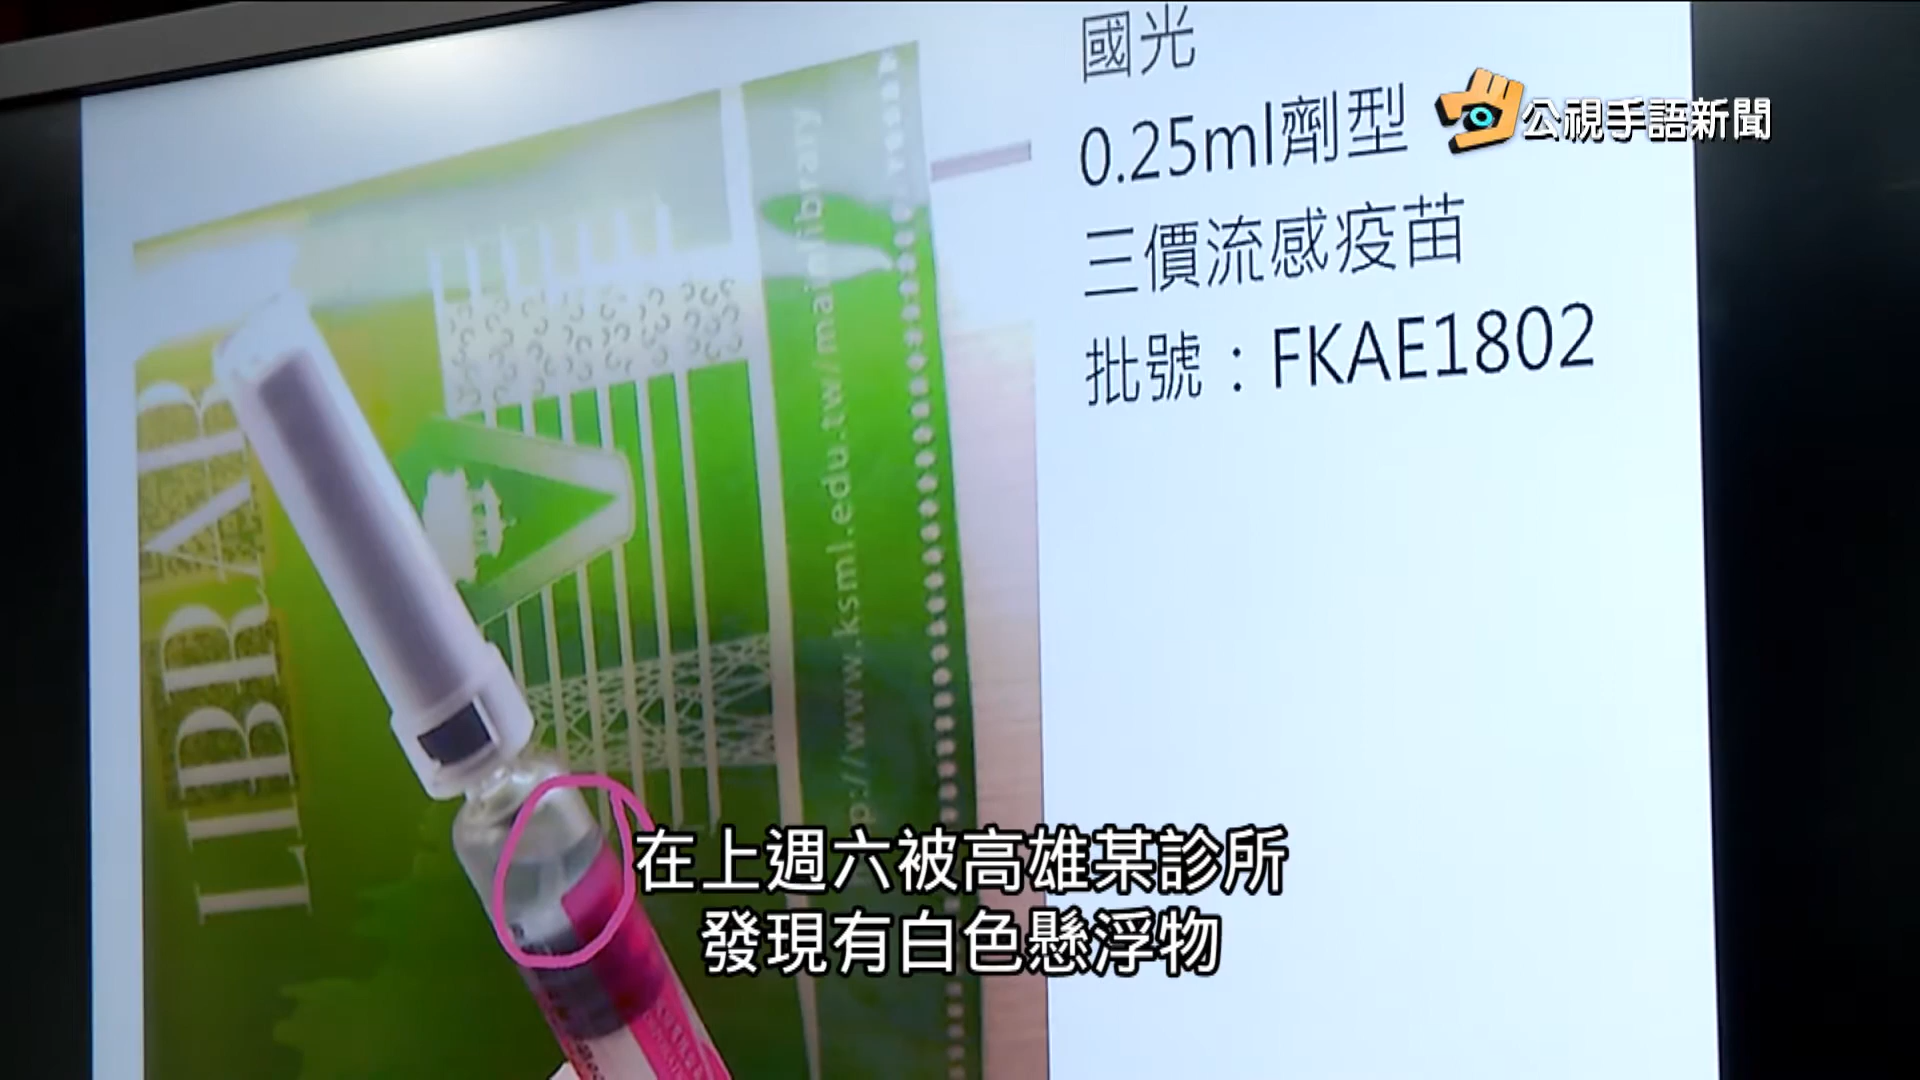 國光
0.25ml劑型
三價流感疫苗
批號：FKAE1802
公視手語新聞
LIBRAR
http://www.ksml.edu.tw/mainlibrary
在上週六被高雄某診所
發現有白色懸浮物